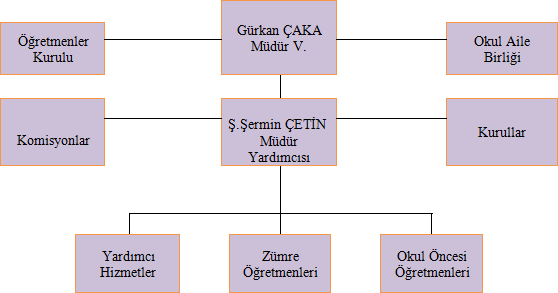 Öğretmenler
Kurulu
Gürkan ÇAKA
Müdür V.
Okul Aile
Birliği
Komisyonlar
Ş.Şermin ÇETİN
Müdür
Yardımcısı
Kurullar
Yardımcı
Hizmetler
Zümre
Öğretmenleri
Okul Öncesi
Öğretmenleri